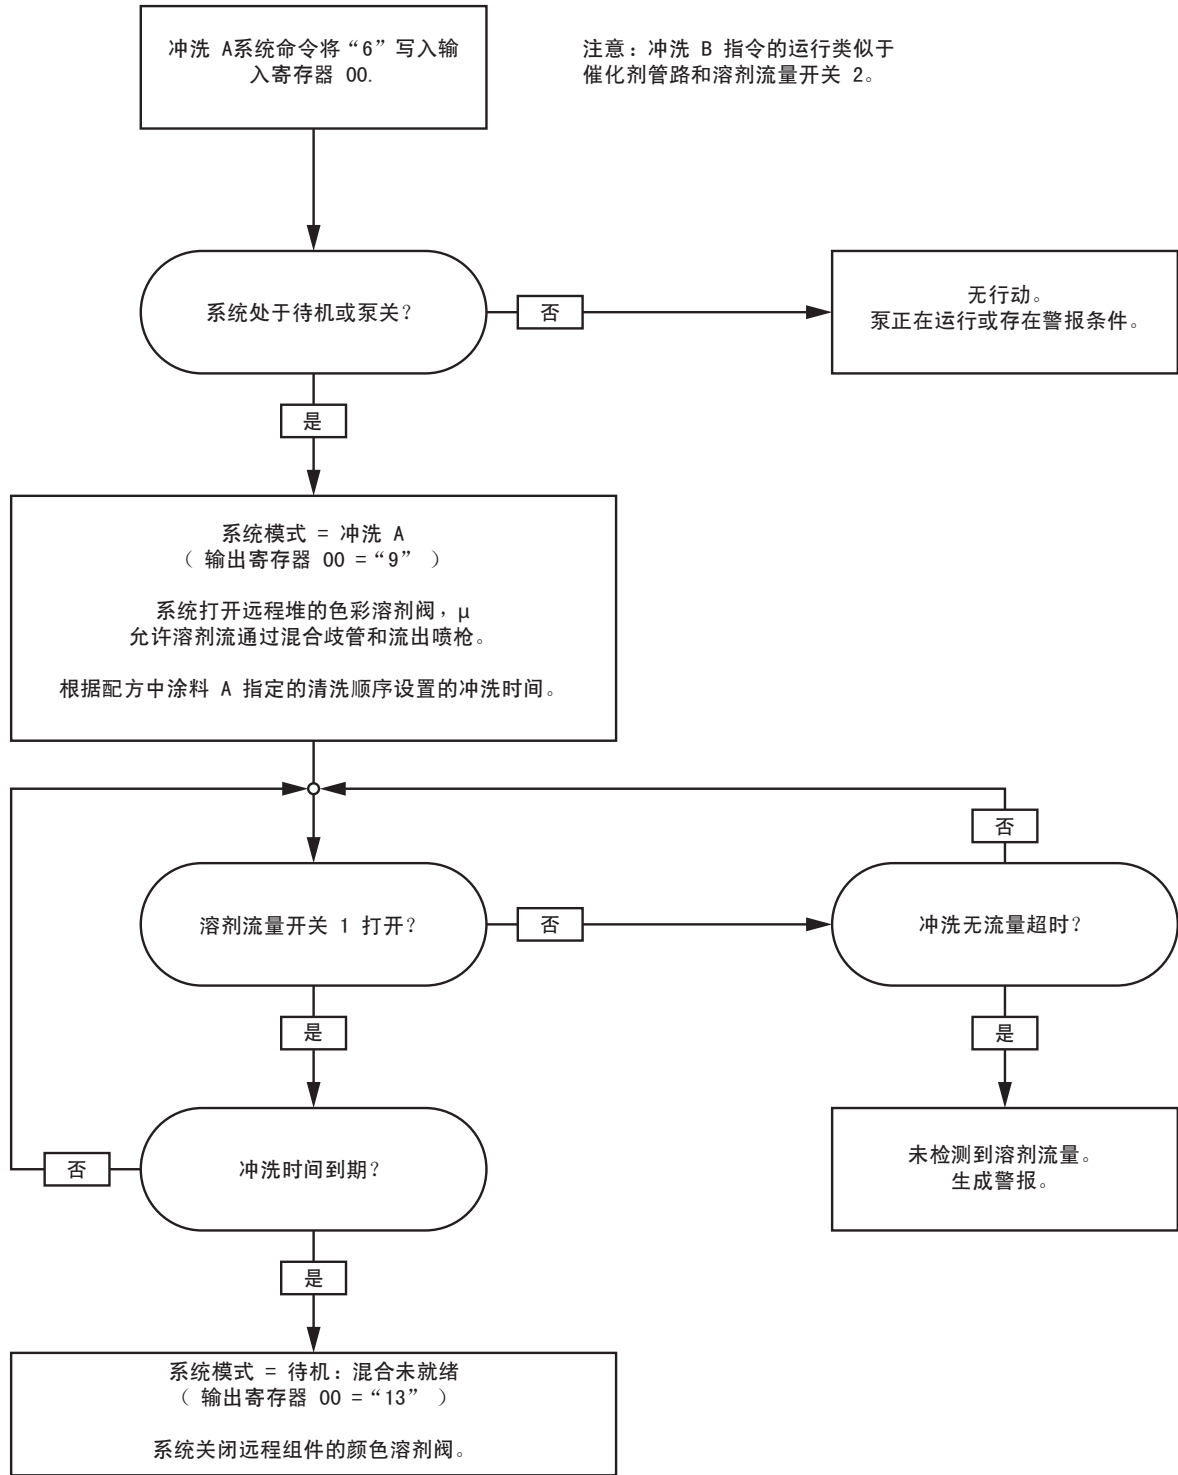 冲洗 A系统命令将“6”写入输
入寄存器 00.
注意：冲洗 B 指令的运行类似于
催化剂管路和溶剂流量开关 2。
系统处于待机或泵关？
否
无行动。
泵正在运行或存在警报条件。
是
系统模式 = 冲洗 A
（ 输出寄存器 00 =“9” ）
系统打开远程堆的色彩溶剂阀，μ
允许溶剂流通过混合歧管和流出喷枪。
根据配方中涂料 A 指定的清洗顺序设置的冲洗时间。
否
溶剂流量开关 1 打开？
否
冲洗无流量超时？
是
是
冲洗时间到期？
否
未检测到溶剂流量。
生成警报。
是
系统模式 = 待机：混合未就绪
（ 输出寄存器 00 =“13” ）
系统关闭远程组件的颜色溶剂阀。